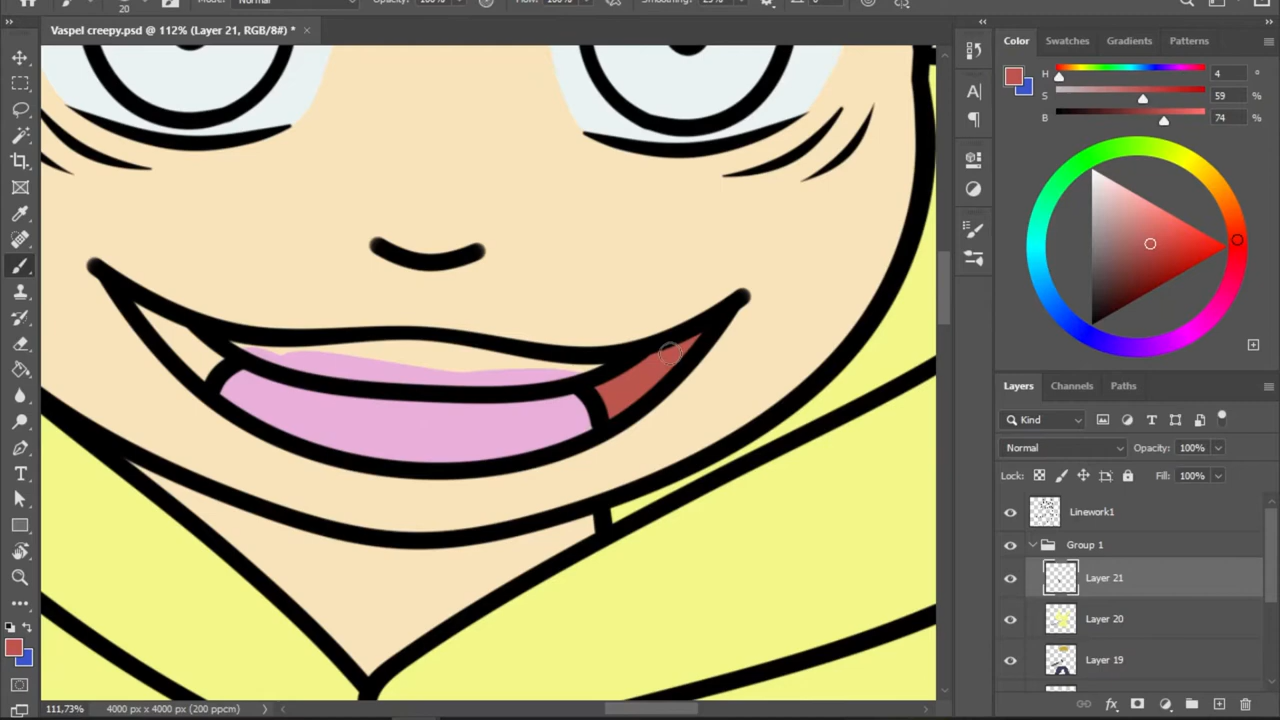 20 Mode: Normal Opacity: 100% Flow: 100% Smoothing: 25% 0
Vaspel creepy.psd @ 112% (Layer 21, RGB/8#) * ×
Color Swatches Gradients Patterns
H 4 °
S 59 %
B 74 %
Layers Channels Paths
Kind
Normal Opacity: 100%
Lock: Fill: 100%
Linework1
Group 1
Layer 21
Layer 20
Layer 19
111,73% 4000 px x 4000 px (200 ppcm)